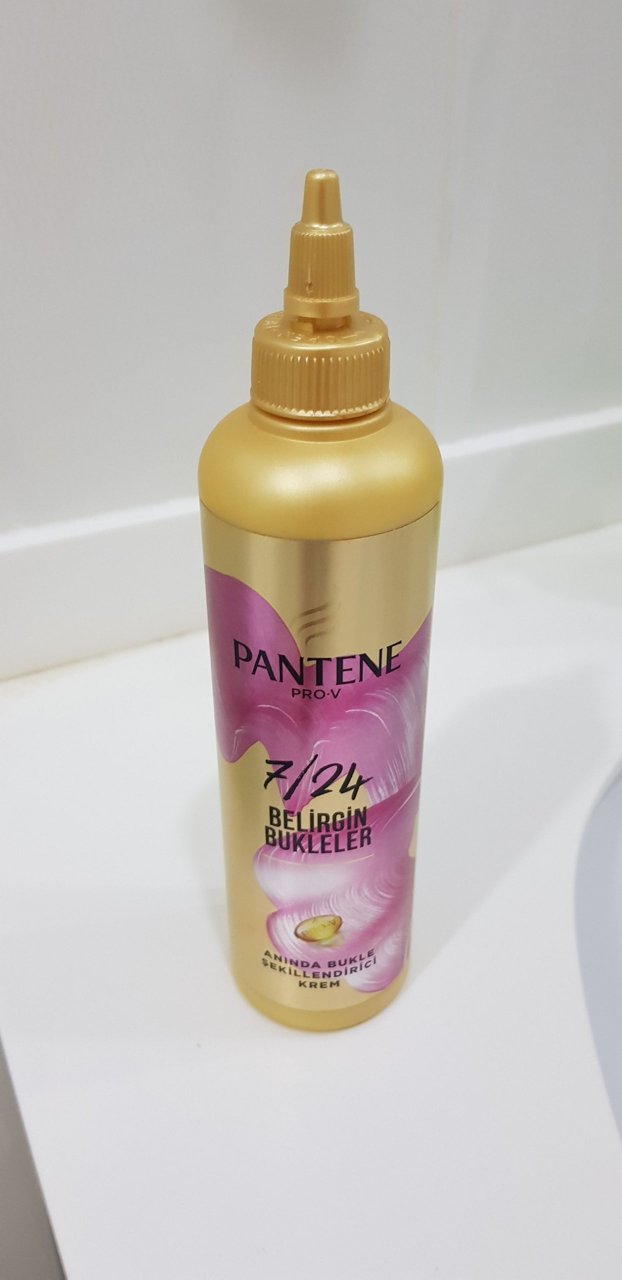 PANTENE
PRO-V
7/24
BELİRGİN
BUKLELER
ANINDA BUKLE
ŞEKİLLENDİRİCİ
KREM